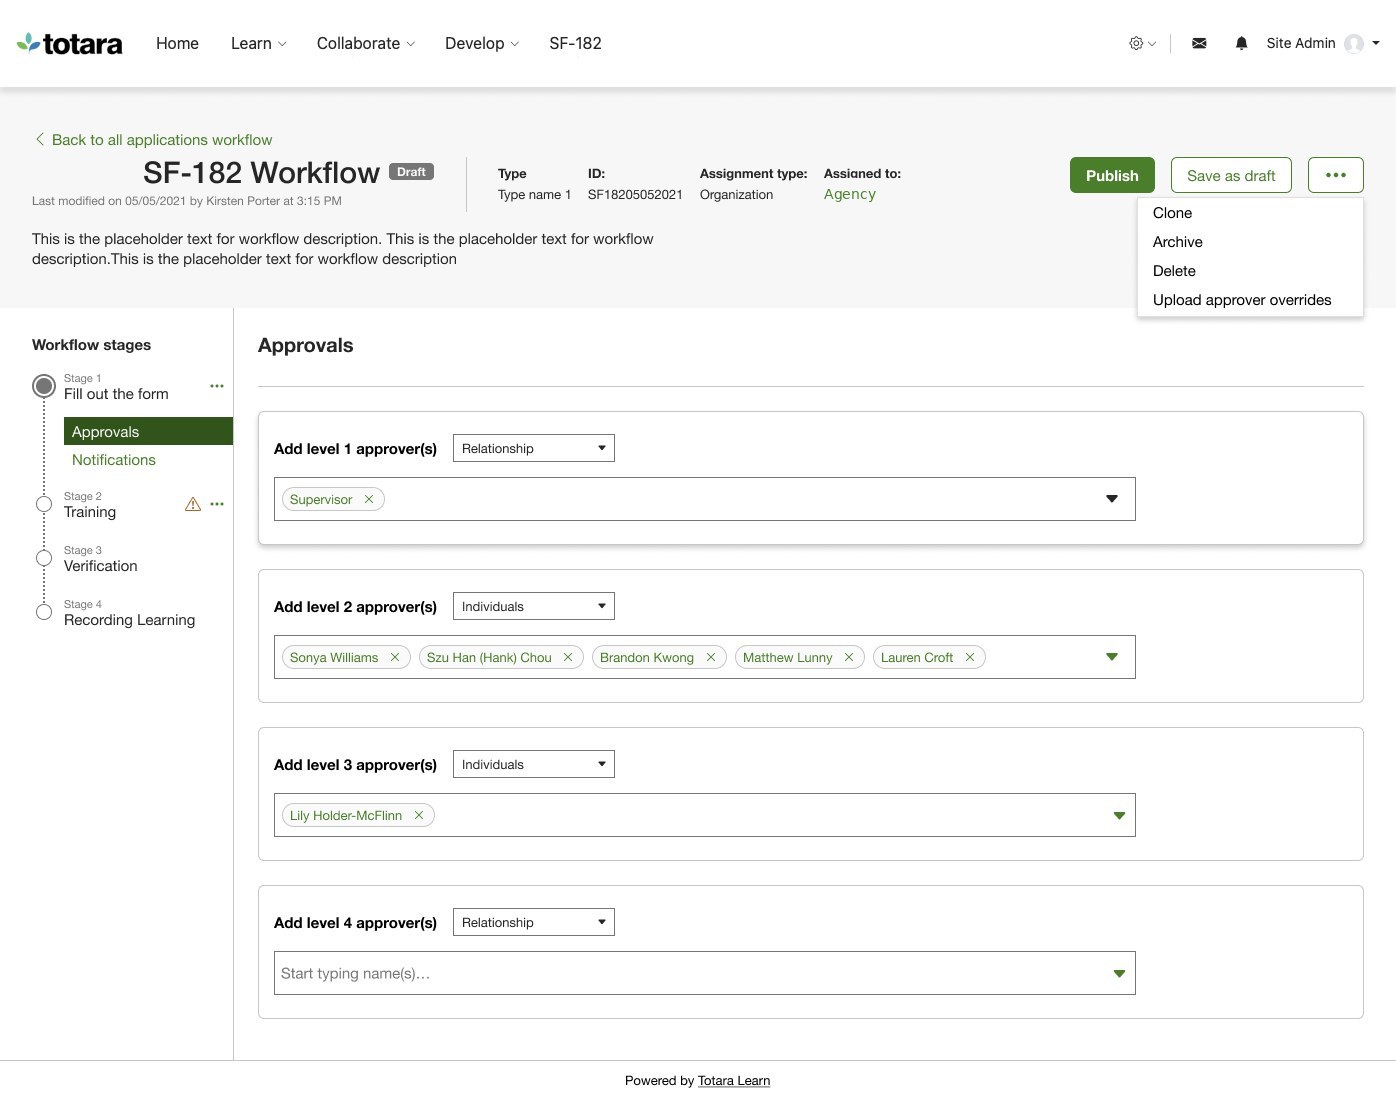 totara
Home
Learn
Collaborate
Develop
SF-182
Site Admin
Back to all applications workflow
SF-182 Workflow
Draft
Last modified on 05/05/2021 by Kirsten Porter at 3:15 PM
Type
Type name 1
ID:
SF18205052021
Assignment type:
Organization
Assigned to:
Agency
Publish
Save as draft
Clone
Archive
Delete
Upload approver overrides
This is the placeholder text for workflow description. This is the placeholder text for workflow
description.This is the placeholder text for workflow description
Workflow stages
Stage 1
Fill out the form
Approvals
Notifications
Stage 2
Training
Stage 3
Verification
Stage 4
Recording Learning
Approvals
Add level 1 approver(s)
Relationship
Supervisor
Add level 2 approver(s)
Individuals
Sonya Williams
Szu Han (Hank) Chou
Brandon Kwong
Matthew Lunny
Lauren Croft
Add level 3 approver(s)
Individuals
Lily Holder-McFlinn
Add level 4 approver(s)
Relationship
Start typing name(s)...
Powered by Totara Learn